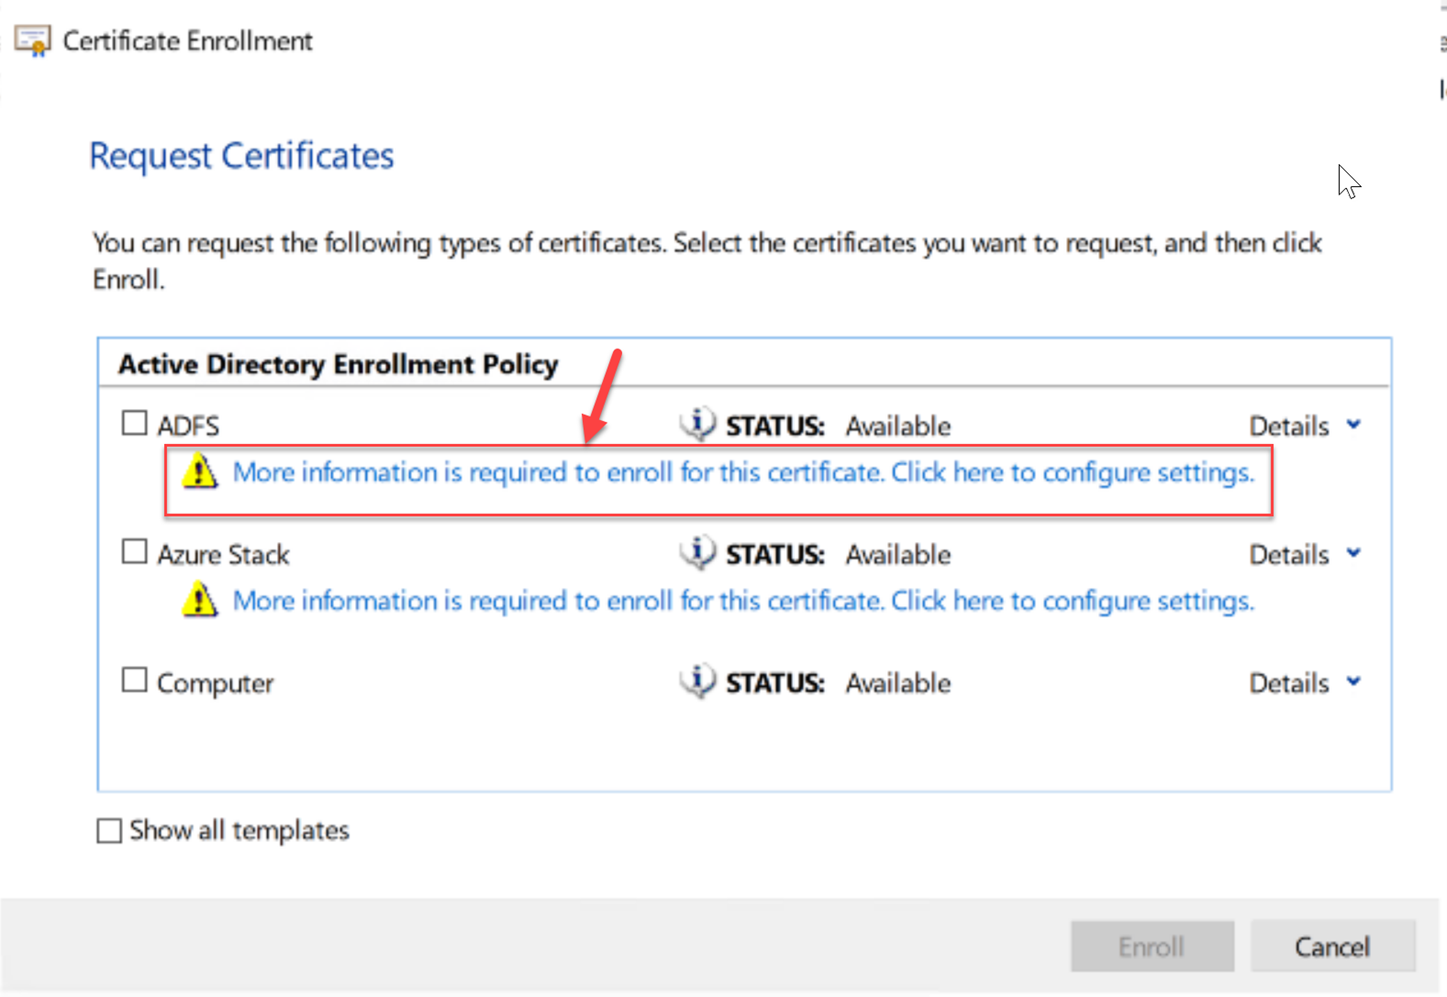 Certificate Enrollment
Request Certificates
You can request the following types of certificates. Select the certificates you want to request, and then click
Enroll.
Active Directory Enrollment Policy
ADFS STATUS: Available Details
More information is required to enroll for this certificate. Click here to configure settings.
Azure Stack STATUS: Available Details
More information is required to enroll for this certificate. Click here to configure settings.
Computer STATUS: Available Details
Show all templates
Enroll Cancel